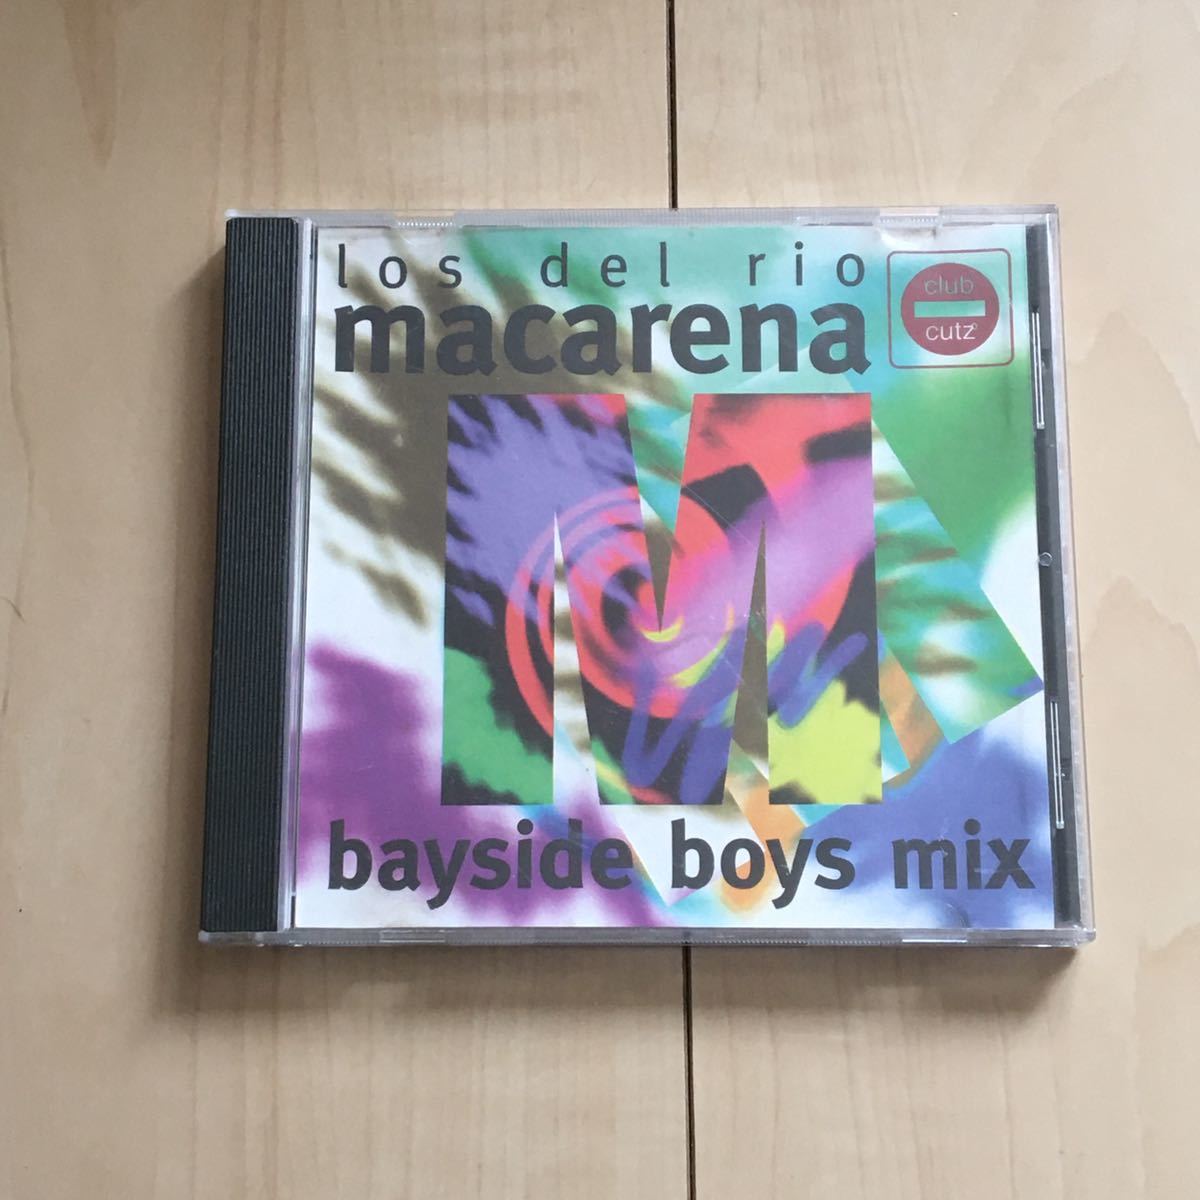 los del rio
macarena
club
cutz
M
bayside boys mix